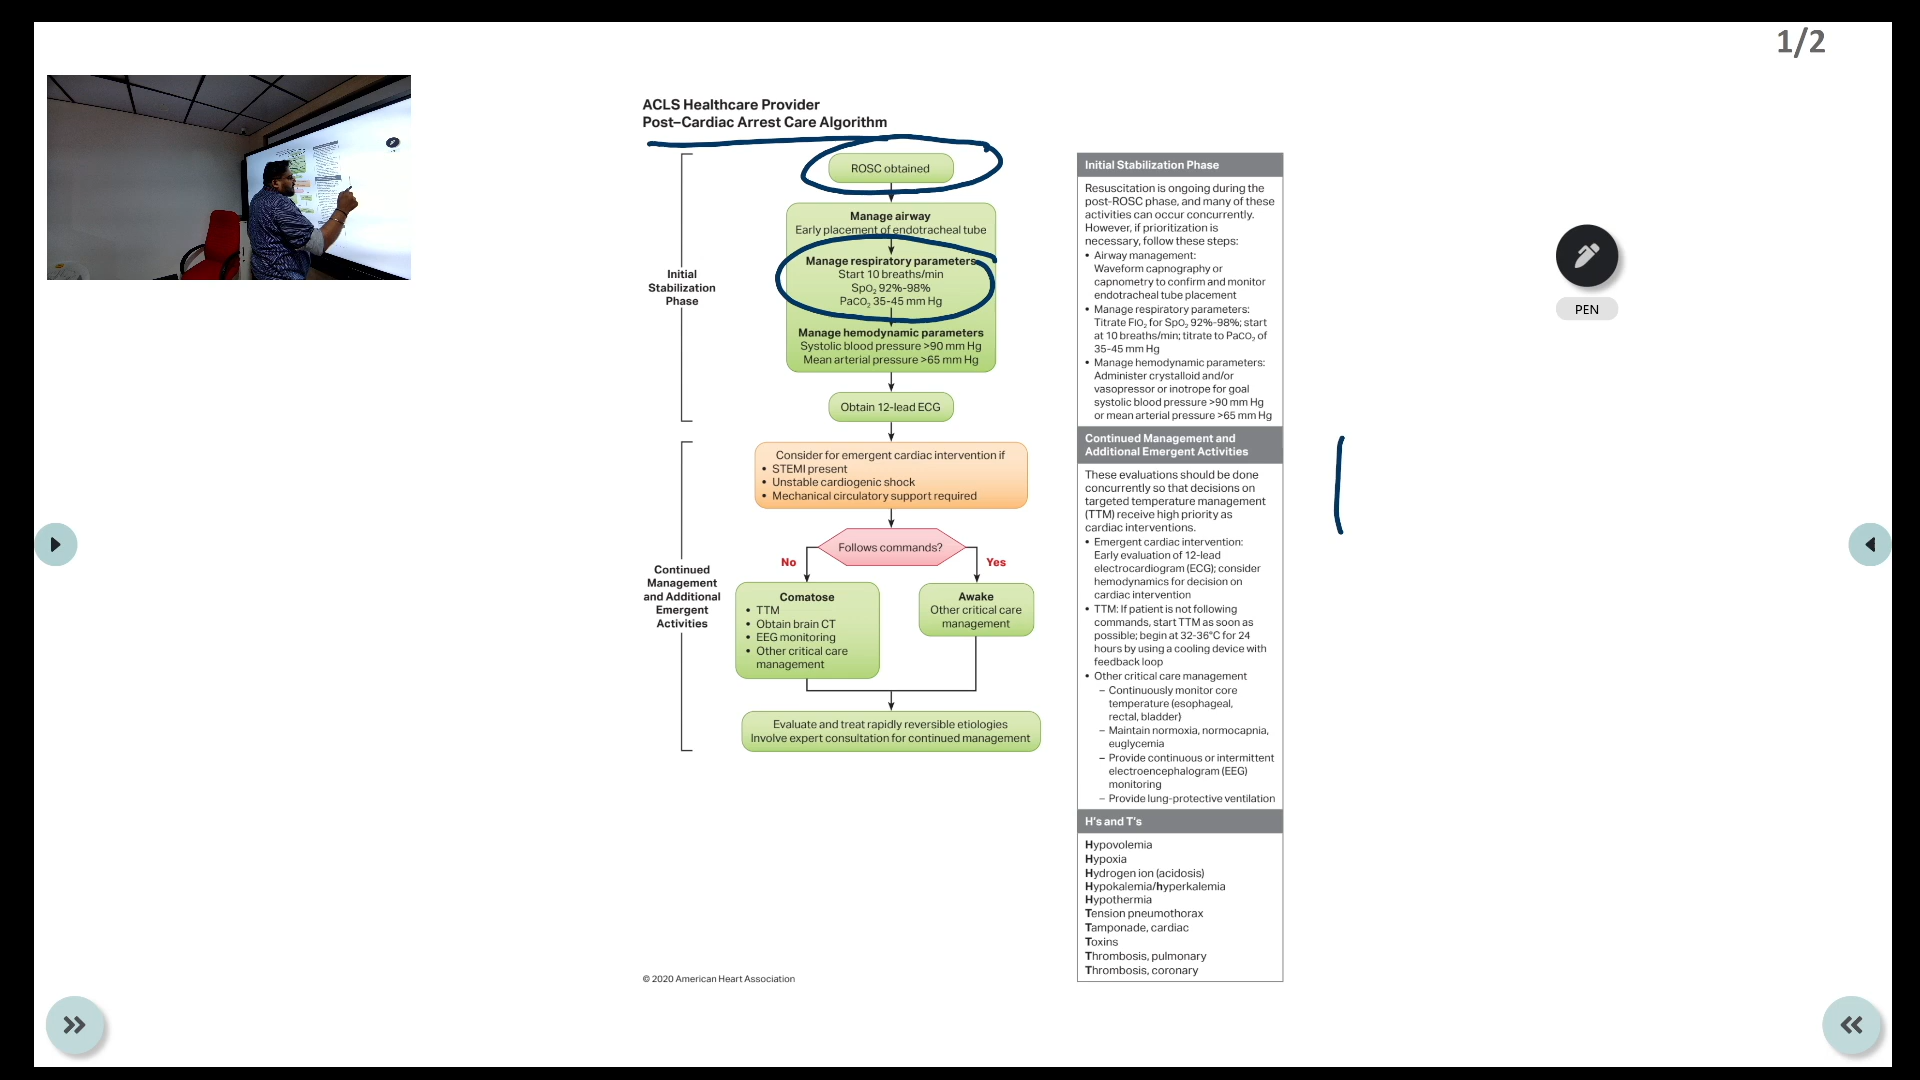 1/2
ACLS Healthcare Provider
Post–Cardiac Arrest Care Algorithm
Initial
Stabilization
Phase
ROSC obtained
Manage airway
Early placement of endotracheal tube
Manage respiratory parameters
Start 10 breaths/min
SpO₂ 92%-98%
PaCO₂ 35-45 mm Hg
Manage hemodynamic parameters
Systolic blood pressure >90 mm Hg
Mean arterial pressure >65 mm Hg
Obtain 12-lead ECG
Continued
Management
and Additional
Emergent
Activities
Consider for emergent cardiac intervention if
• STEMI present
• Unstable cardiogenic shock
• Mechanical circulatory support required
Follows commands?
No
Yes
Comatose
• TTM
• Obtain brain CT
• EEG monitoring
• Other critical care
management
Awake
Other critical care
management
Evaluate and treat rapidly reversible etiologies
Involve expert consultation for continued management
© 2020 American Heart Association
Initial Stabilization Phase
Resuscitation is ongoing during the
post-ROSC phase, and many of these
activities can occur concurrently.
However, if prioritization is
necessary, follow these steps:
• Airway management:
Waveform capnography or
capnometry to confirm and monitor
endotracheal tube placement
• Manage respiratory parameters:
Titrate FIO₂ for SpO₂ 92%-98%; start
at 10 breaths/min; titrate to PaCO₂ of
35-45 mm Hg
• Manage hemodynamic parameters:
Administer crystalloid and/or
vasopressor or inotrope for goal
systolic blood pressure >90 mm Hg
or mean arterial pressure >65 mm Hg
Continued Management and
Additional Emergent Activities
These evaluations should be done
concurrently so that decisions on
targeted temperature management
(TTM) receive high priority as
cardiac interventions.
• Emergent cardiac intervention:
Early evaluation of 12-lead
electrocardiogram (ECG); consider
hemodynamics for decision on
cardiac intervention
• TTM: If patient is not following
commands, start TTM as soon as
possible; begin at 32-36°C for 24
hours by using a cooling device with
feedback loop
• Other critical care management
– Continuously monitor core
temperature (esophageal,
rectal, bladder)
– Maintain normoxia, normocapnia,
euglycemia
– Provide continuous or intermittent
electroencephalogram (EEG)
monitoring
– Provide lung-protective ventilation
H's and T's
Hypovolemia
Hypoxia
Hydrogen ion (acidosis)
Hypokalemia/hyperkalemia
Hypothermia
Tension pneumothorax
Tamponade, cardiac
Toxins
Thrombosis, pulmonary
Thrombosis, coronary
PEN